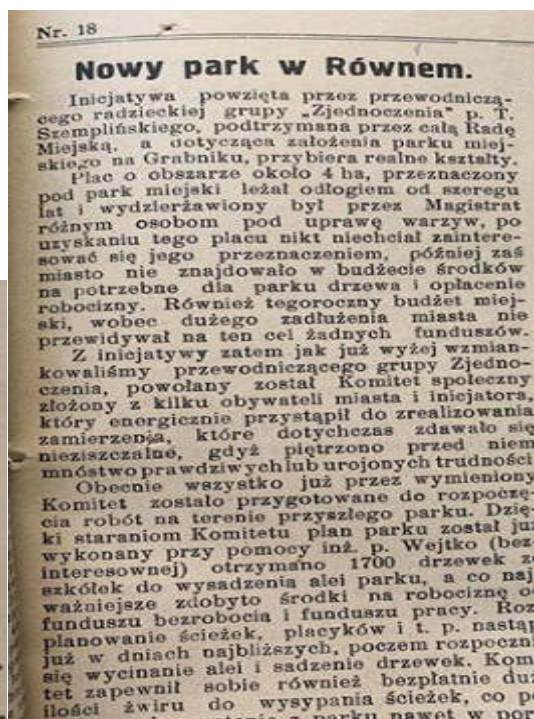 Nr. 18
Nowy park w Równem.
Inicjatywa powzięta przez przewodniczą-
cego radzieckiej grupy „Zjednoczenia" p. T.
Szemplińskiego, podtrzymana przez całą Radę
Miejską, a dotycząca założenia parku miej-
skiego na Grabniku, przybiera realne kształty.
Plac o obszarze około 4 ha, przeznaczony
pod park miejski leżał odłogiem od szeregu
lat i wydzierżawiony był przez Magistrat
różnym osobom pod uprawę warzyw, po
uzyskaniu tego placu nikt niechciał zaintere-
sować się jego przeznaczeniem, później zaś
miasto nie znajdowało w budżecie środków
na potrzebne dla parku drzewa i opłacenie
robocizny. Również tegoroczny budżet miej-
ski, wobec dużego zadłużenia miasta nie
przewidywał na ten cel żadnych funduszów.
Z inicjatywy zatem jak już wyżej wzmian-
kowaliśmy przewodniczącego grupy Zjedno-
czenia, powołany został Komitet społeczny
złożony z kilku obywateli miasta i inicjatora,
który energicznie przystąpił do zrealizowania
zamierzenia, które dotychczas zdawało się
nieziszczalne, gdyż piętrzono przed niem
mnóstwo prawdziwych lub urojonych trudności
Obecnie wszystko już przez wymieniony
Komitet zostało przygotowane do rozpoczę-
cia robót na terenie przyszłego parku. Dzię-
ki staraniom Komitetu plan parku został już
wykonany przy pomocy inż. p. Wejtko (bez-
interesownej) otrzymano 1700 drzewek ze
szkółek do wysadzenia alei parku, a co naj
ważniejsze zdobyto środki na robociznę o
funduszu bezrobocia i funduszu pracy. Roz
planowanie ścieżek, placyków i t. p. nastąp
już w dniach najbliższych, poczem rozpoczni
się wycinanie alei i sadzenie drzewek. Kom
tet zapewnił sobie również bezpłatnie duż
ilości żwiru do wysypania ścieżek, co p
parku nawet w por